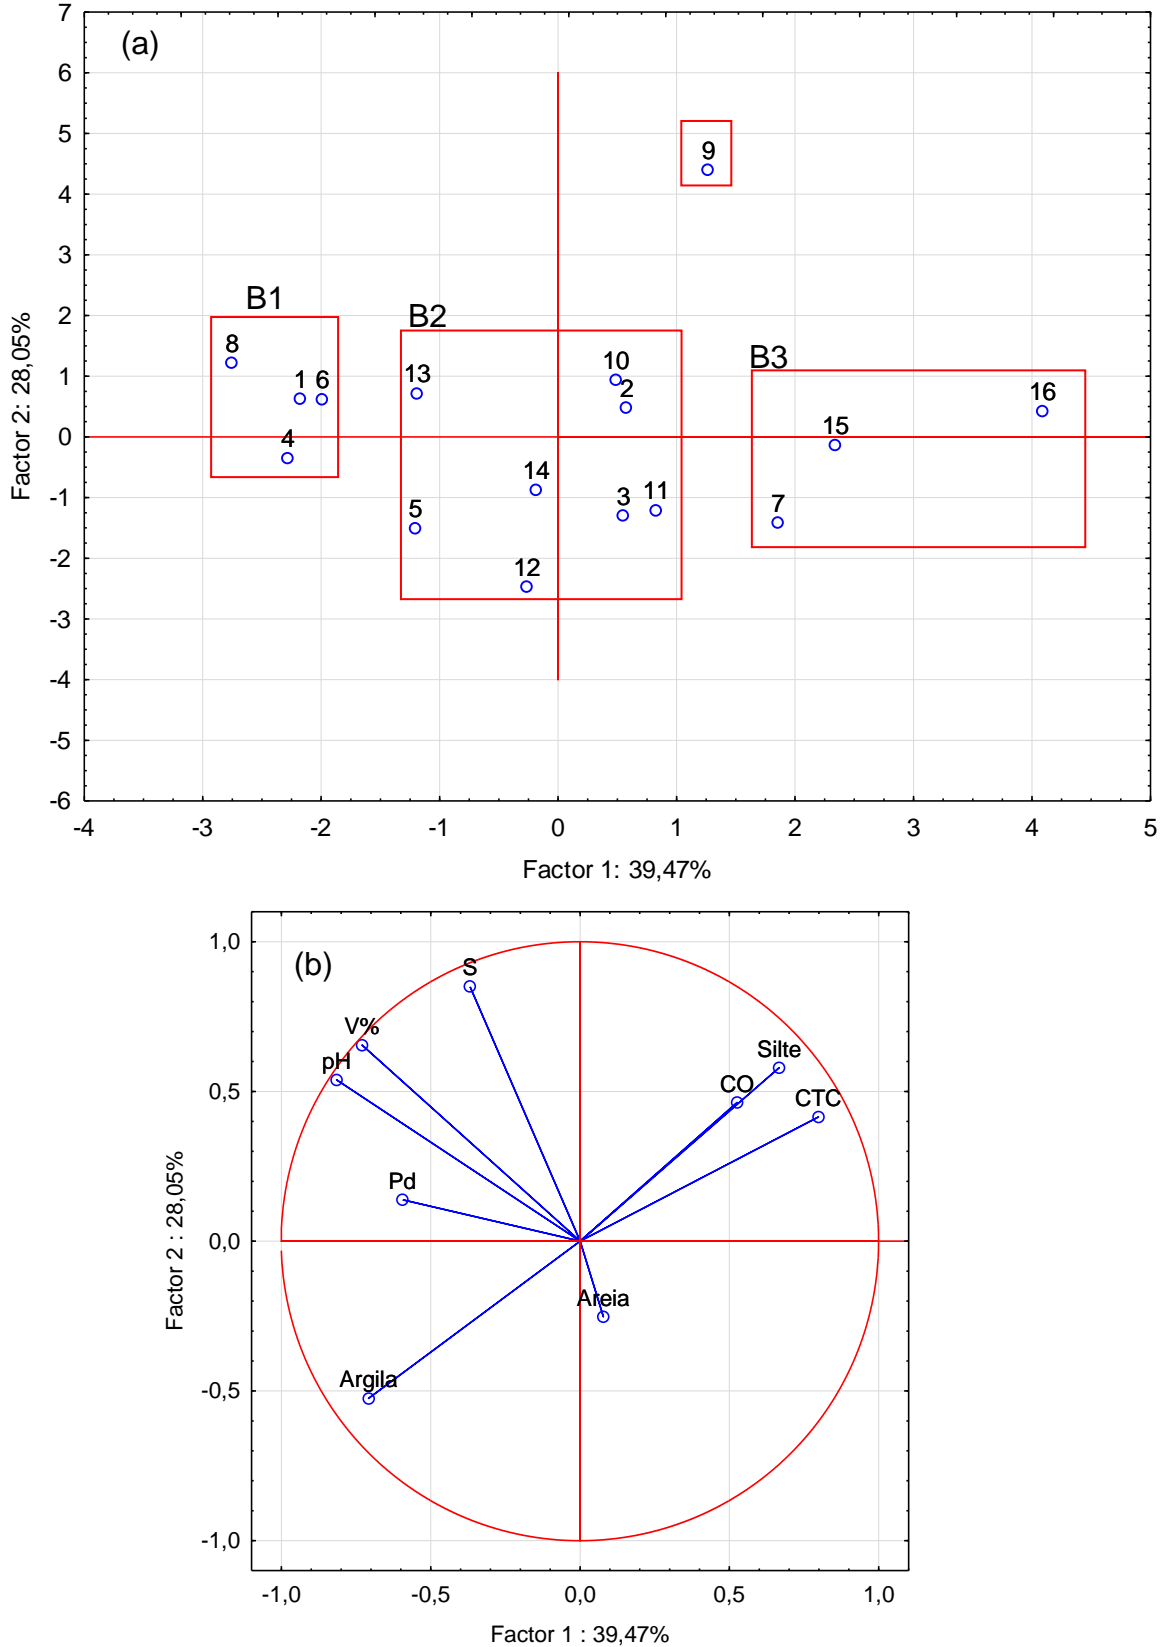 7
(a)
6
5
9
4
3
B1
B2
2
8
B3
1
1 6
13
10
2
16
0
4
15
14
-1
5
3 11
7
12
-2
-3
-4
-5
-6
Factor 2: 28,05%
-4 -3 -2 -1 0 1 2 3 4 5
Factor 1: 39,47%
1,0
(b)
S
V%
pH
Silte
CO
CTC
0,5
Pd
0,0
Areia
Argila
-0,5
-1,0
Factor 2 : 28,05%
-1,0 -0,5 0,0 0,5 1,0
Factor 1 : 39,47%